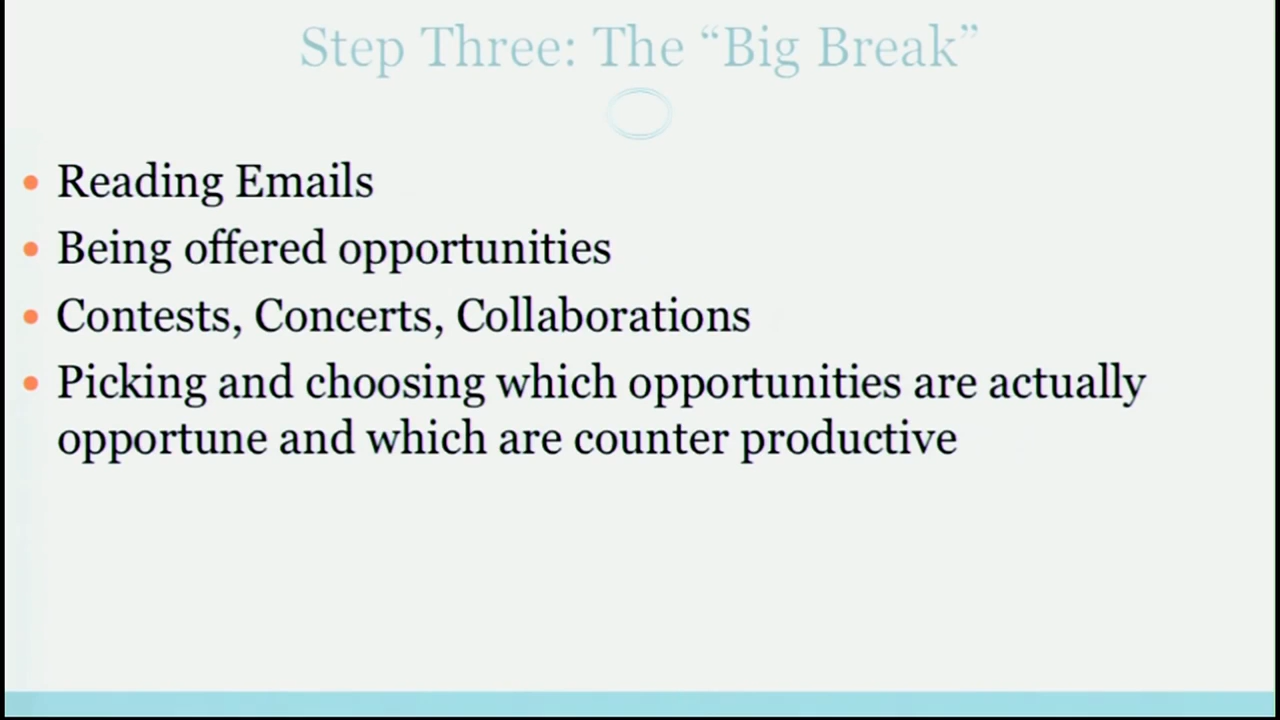 Step Three: The “Big Break”
• Reading Emails
• Being offered opportunities
• Contests, Concerts, Collaborations
• Picking and choosing which opportunities are actually
opportune and which are counter productive